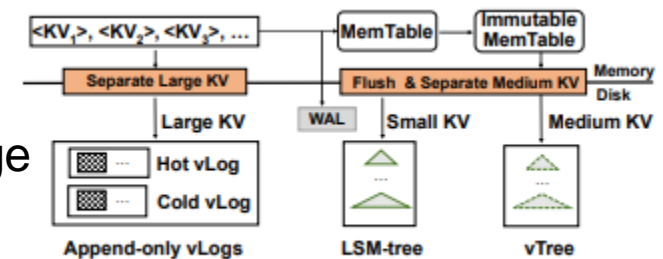 <KV1>, <KV2>, <KV3>, ...
MemTable
Immutable
MemTable
Separate Large KV
Flush & Separate Medium KV
Memory
Disk
Large KV
WAL
Small KV
Medium KV
ge
... Hot vLog
... Cold vLog
...
...
Append-only vLogs
LSM-tree
vTree